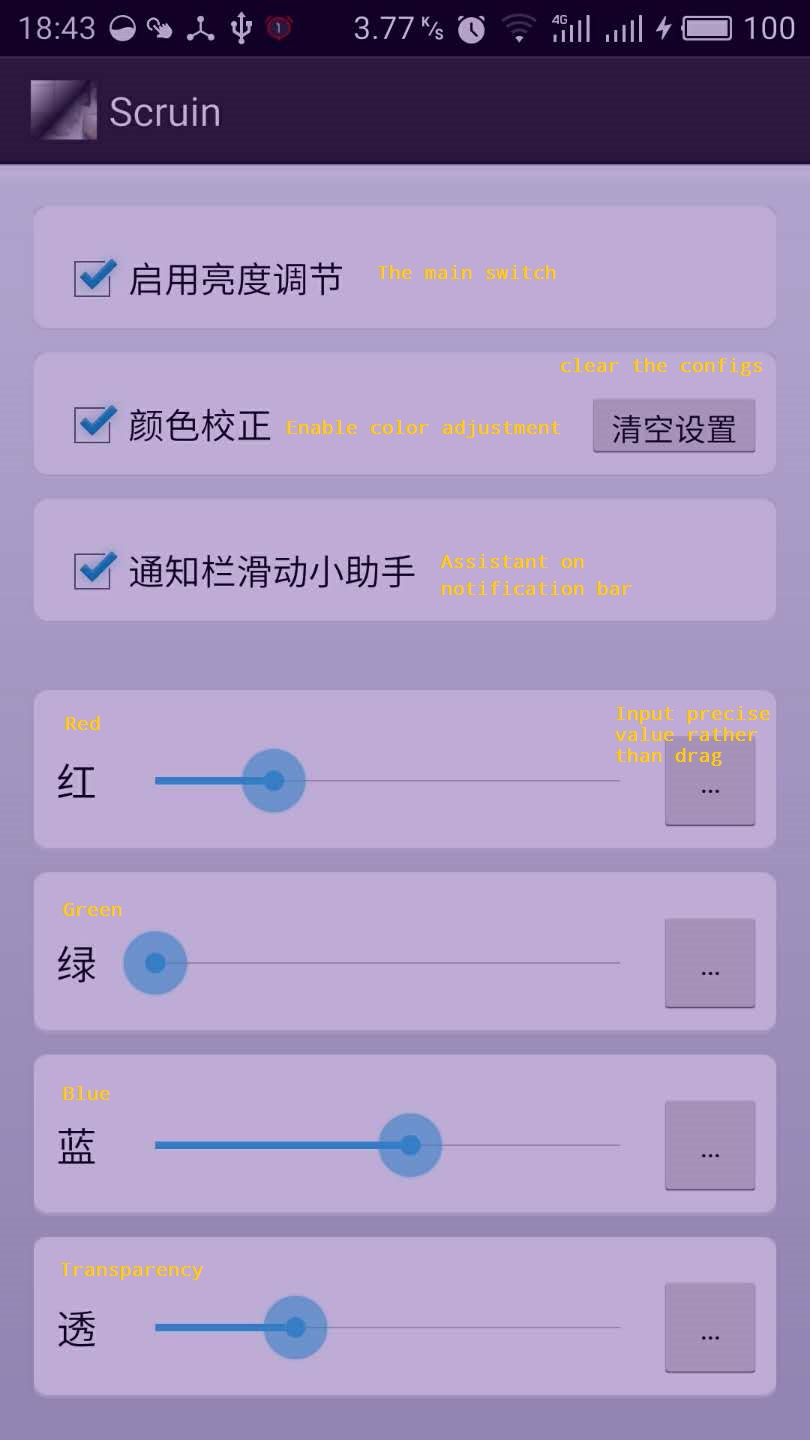 18:43 3.77 K/s 4G 100
Scruin
启用亮度调节 The main switch
clear the configs
颜色校正 Enable color adjustment 清空设置
通知栏滑动小助手 Assistant on
notification bar
Red
Input precise
value rather
than drag
红 ...
Green
绿 ...
Blue
蓝 ...
Transparency
透 ...